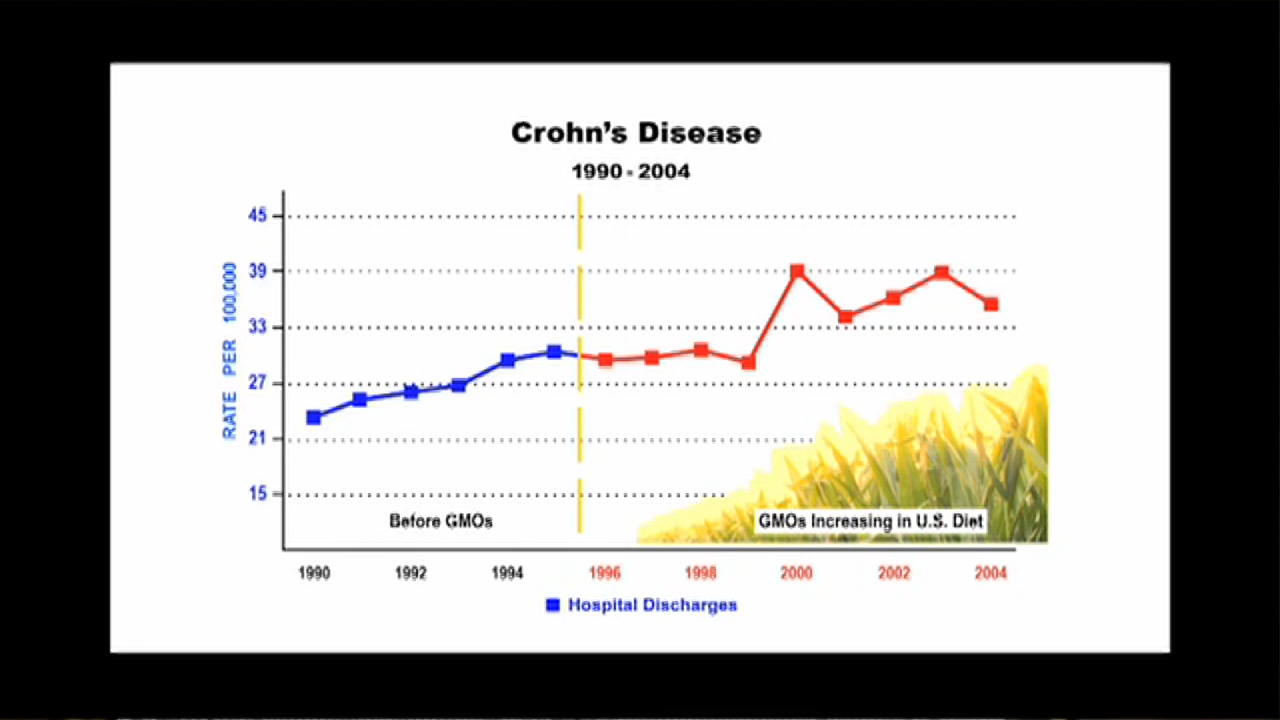 Crohn's Disease
1990 - 2004
45
39
33
27
21
15
RATE PER 100,000
Before GMOs
GMOs Increasing in U.S. Diet
1990 1992 1994 1996 1998 2000 2002 2004
Hospital Discharges